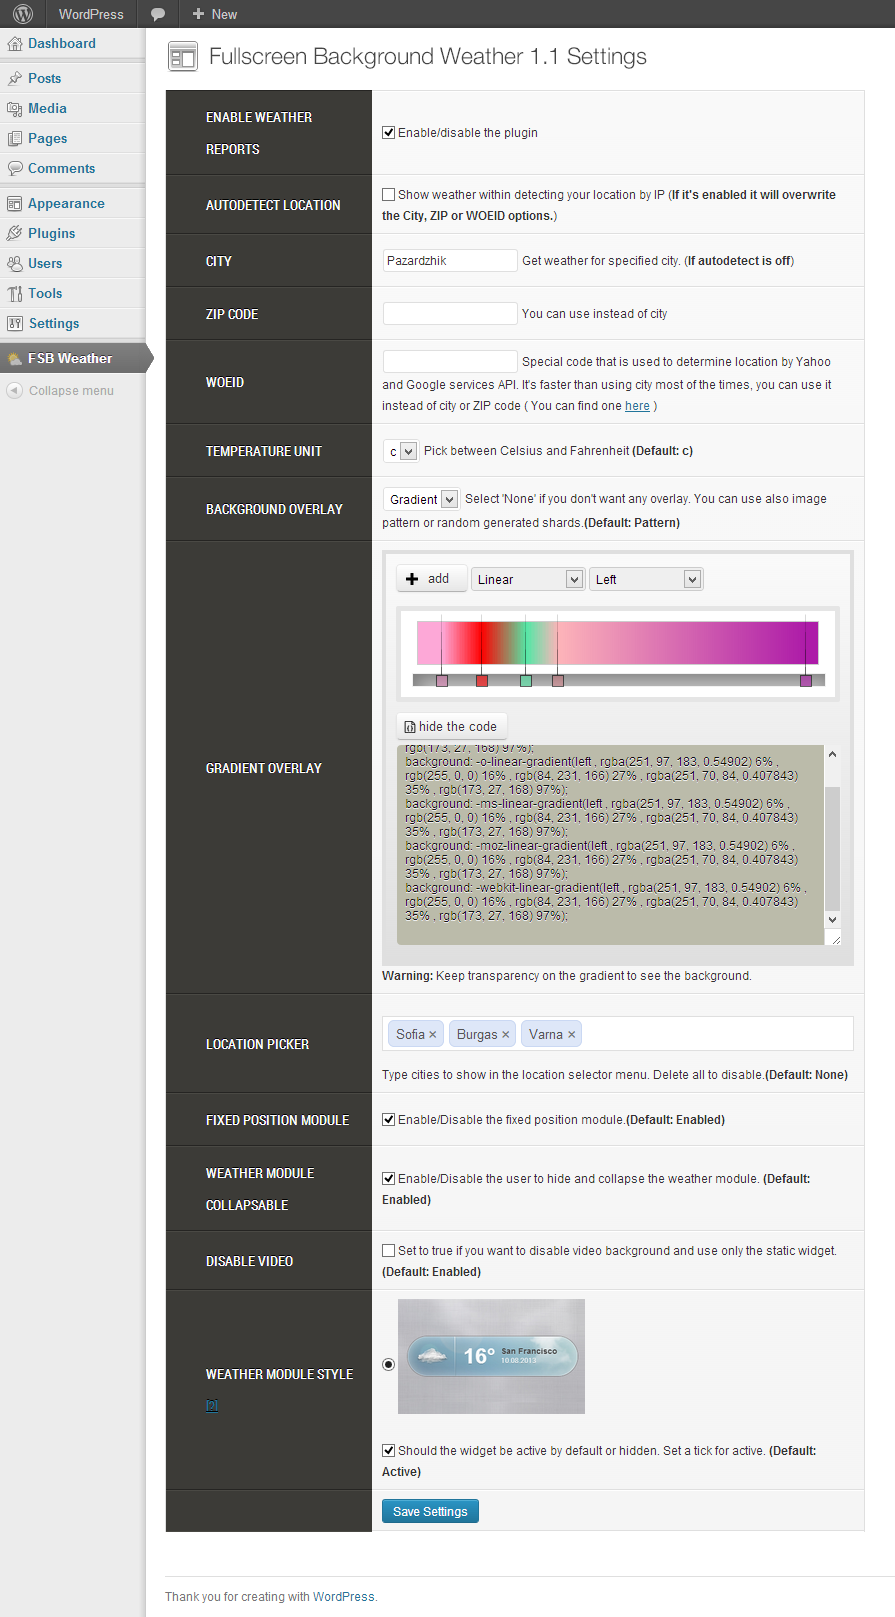 WordPress
New
Dashboard
Posts
Media
Pages
Comments
Appearance
Plugins
Users
Tools
Settings
FSB Weather
Collapse menu
Fullscreen Background Weather 1.1 Settings
ENABLE WEATHER
REPORTS
Enable/disable the plugin
AUTODETECT LOCATION
Show weather within detecting your location by IP (If it's enabled it will overwrite
the City, ZIP or WOEID options.)
CITY
Pazardzhik Get weather for specified city. (If autodetect is off)
ZIP CODE
You can use instead of city
WOEID
Special code that is used to determine location by Yahoo
and Google services API. It's faster than using city most of the times, you can use it
instead of city or ZIP code ( You can find one here )
TEMPERATURE UNIT
c Pick between Celsius and Fahrenheit (Default: c)
BACKGROUND OVERLAY
Gradient Select 'None' if you don't want any overlay. You can use also image
pattern or random generated shards.(Default: Pattern)
GRADIENT OVERLAY
add Linear Left
hide the code
rgb(173, 27, 168) 97%);
background: -o-linear-gradient(left , rgba(251, 97, 183, 0.54902) 6% ,
rgb(255, 0, 0) 16% , rgb(84, 231, 166) 27% , rgba(251, 70, 84, 0.407843)
35% , rgb(173, 27, 168) 97%);
background: -ms-linear-gradient(left , rgba(251, 97, 183, 0.54902) 6% ,
rgb(255, 0, 0) 16% , rgb(84, 231, 166) 27% , rgba(251, 70, 84, 0.407843)
35% , rgb(173, 27, 168) 97%);
background: -moz-linear-gradient(left , rgba(251, 97, 183, 0.54902) 6% ,
rgb(255, 0, 0) 16% , rgb(84, 231, 166) 27% , rgba(251, 70, 84, 0.407843)
35% , rgb(173, 27, 168) 97%);
background: -webkit-linear-gradient(left , rgba(251, 97, 183, 0.54902) 6% ,
rgb(255, 0, 0) 16% , rgb(84, 231, 166) 27% , rgba(251, 70, 84, 0.407843)
35% , rgb(173, 27, 168) 97%);
Warning: Keep transparency on the gradient to see the background.
LOCATION PICKER
Sofia × Burgas × Varna ×
Type cities to show in the location selector menu. Delete all to disable.(Default: None)
FIXED POSITION MODULE
Enable/Disable the fixed position module.(Default: Enabled)
WEATHER MODULE
COLLAPSABLE
Enable/Disable the user to hide and collapse the weather module. (Default:
Enabled)
DISABLE VIDEO
Set to true if you want to disable video background and use only the static widget.
(Default: Enabled)
WEATHER MODULE STYLE
[?]
16° San Francisco
10.08.2013
Should the widget be active by default or hidden. Set a tick for active. (Default:
Active)
Save Settings
Thank you for creating with WordPress.